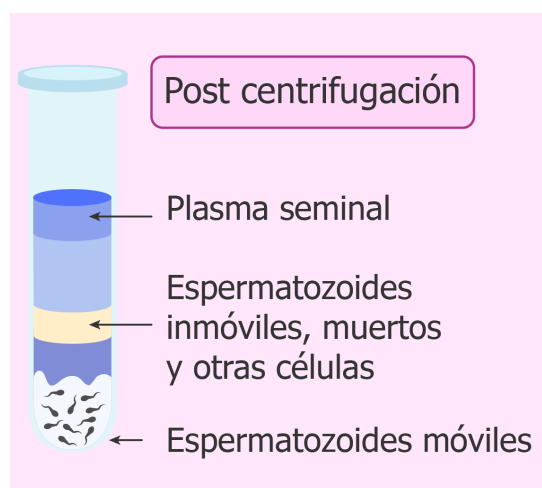 Post centrifugación
Plasma seminal
Espermatozoides
inmóviles, muertos
y otras células
Espermatozoides móviles